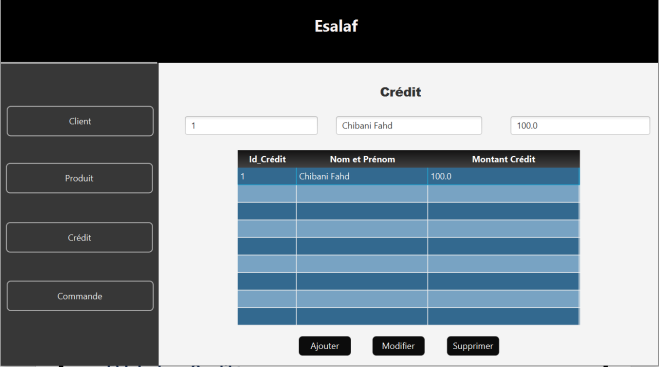 Esalaf
Crédit
Client
1 Chibani Fahd 100.0
Id_Crédit Nom et Prénom Montant Crédit
1 Chibani Fahd 100.0
Produit
Crédit
Commande
Ajouter Modifier Supprimer